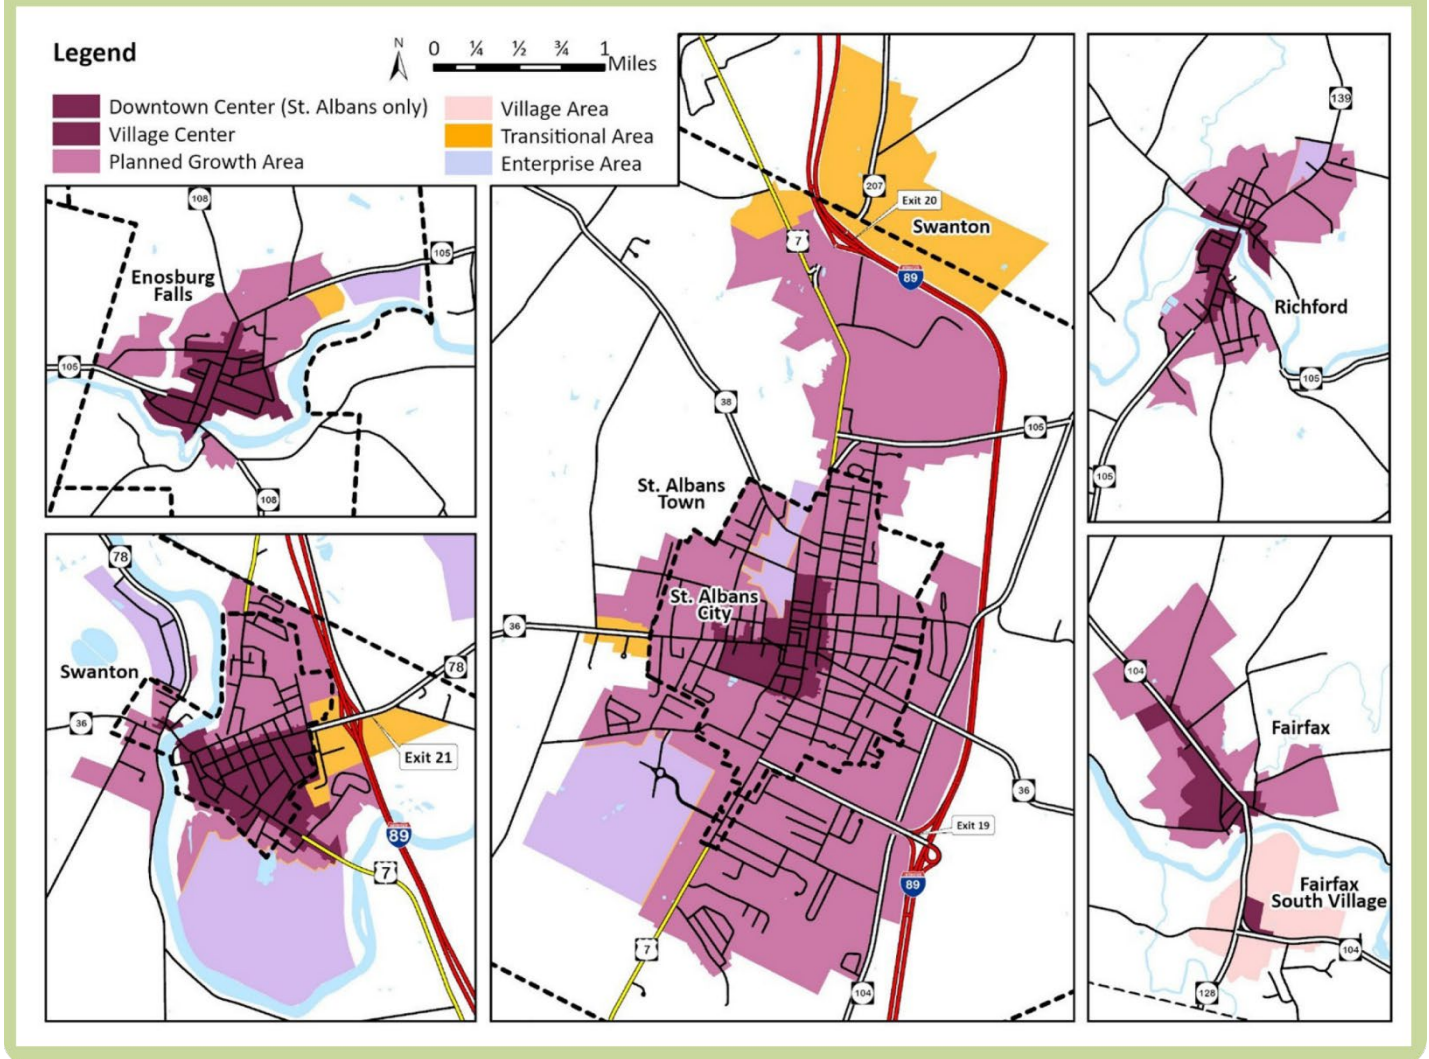 Legend
N
0 ¼ ½ ¾ 1
Miles
Downtown Center (St. Albans only)
Village Center
Planned Growth Area
Village Area
Transitional Area
Enterprise Area
108
105
Enosburg
Falls
105
108
78
Swanton
36
78
Exit 21
89
7
207
Exit 20
Swanton
7
89
38
105
St. Albans
Town
St. Albans
City
36
36
Exit 19
89
7
104
139
Richford
105
105
104
Fairfax
Fairfax
South Village
104
128